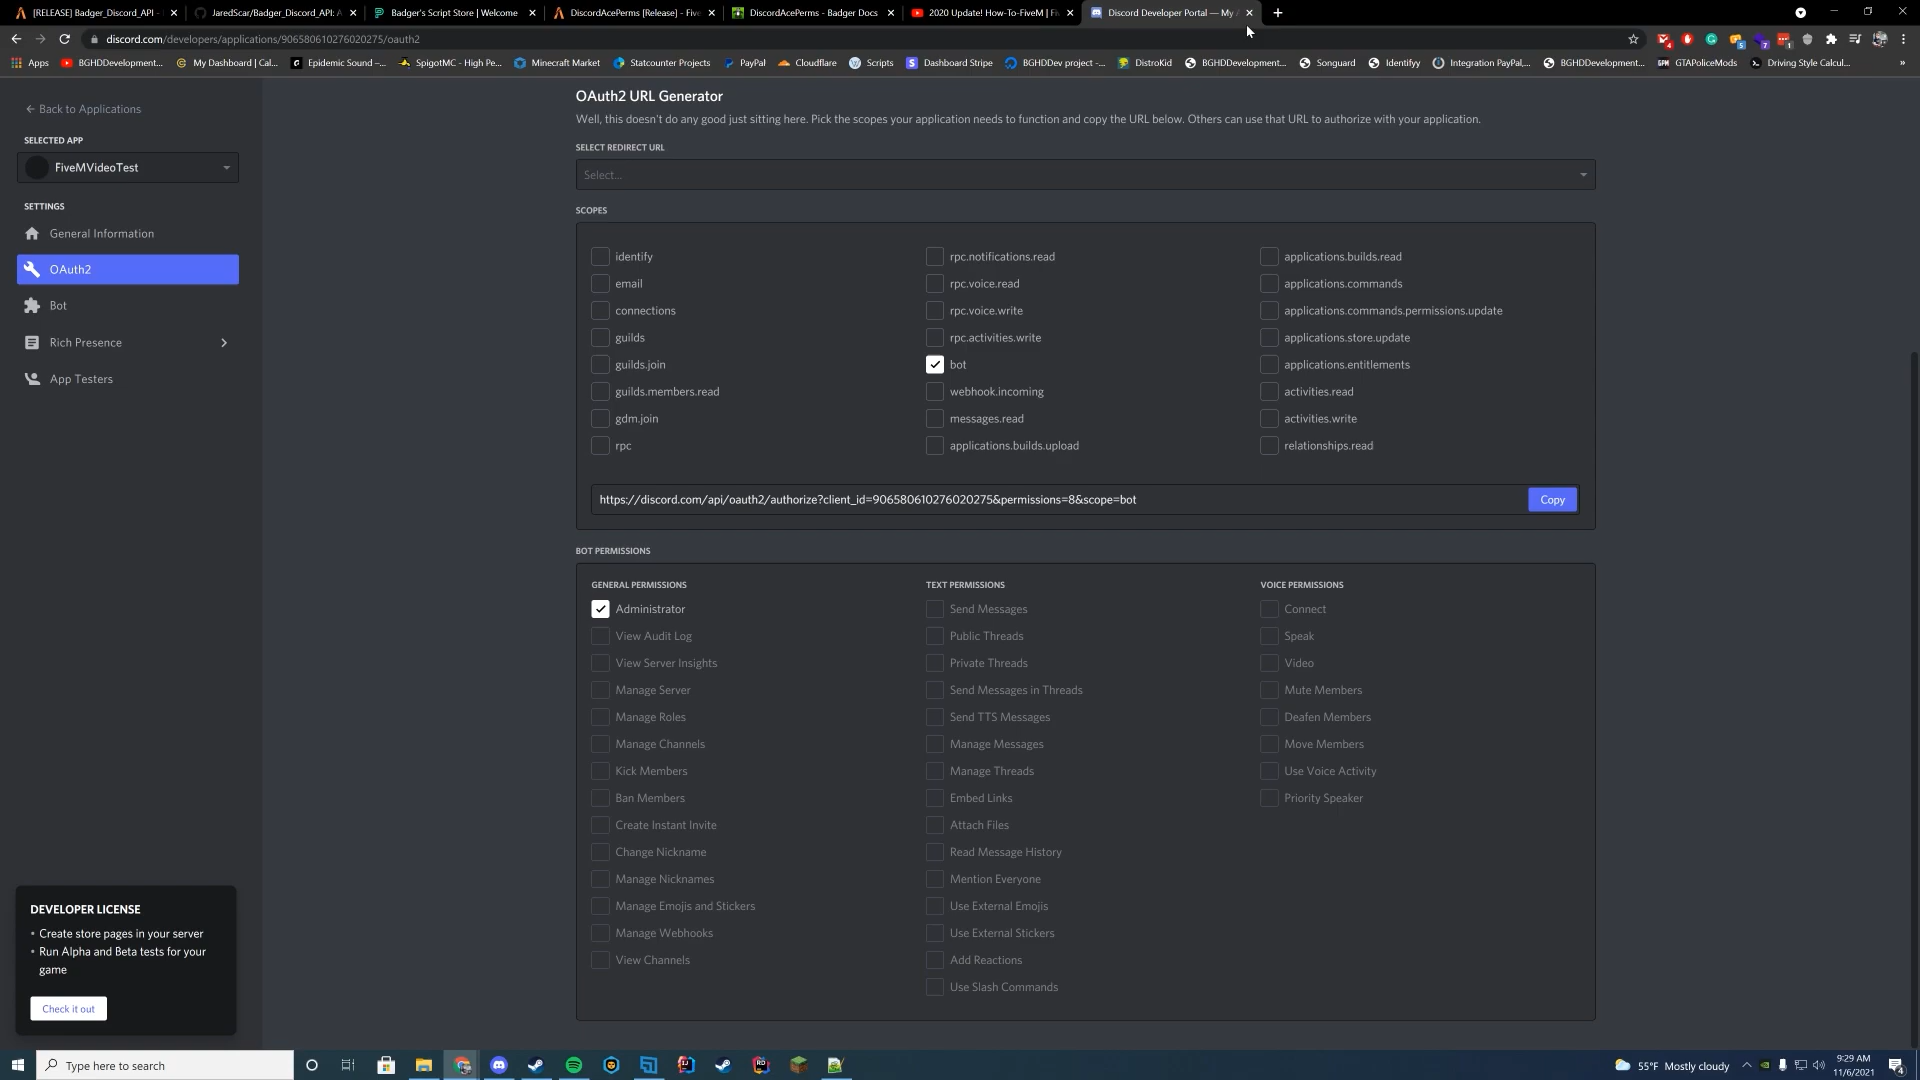 [RELEASE] Badger_Discord_API - JaredScar/Badger_Discord_API: A Badger's Script Store | Welcome DiscordAcePerms [Release] - Five DiscordAcePerms - Badger Docs 2020 Update! How-To-FiveM | Fi Discord Developer Portal — My A
discord.com/developers/applications/906580610276020275/oauth2
Apps BGHDDevelopment... My Dashboard | Cal... Epidemic Sound –... SpigotMC - High Pe... Minecraft Market Statcounter Projects PayPal Cloudflare Scripts Dashboard Stripe BGHDDev project -... DistroKid BGHDDevelopment... Songuard Identifyy Integration PayPal,... BGHDDevelopment... GTAPoliceMods Driving Style Calcul... »
Back to Applications
SELECTED APP
FiveMVideoTest
SETTINGS
General Information
OAuth2
Bot
Rich Presence
App Testers
DEVELOPER LICENSE
• Create store pages in your server
• Run Alpha and Beta tests for your
game
Check it out
OAuth2 URL Generator
Well, this doesn't do any good just sitting here. Pick the scopes your application needs to function and copy the URL below. Others can use that URL to authorize with your application.
SELECT REDIRECT URL
Select...
SCOPES
identify
email
connections
guilds
guilds.join
guilds.members.read
gdm.join
rpc
rpc.notifications.read
rpc.voice.read
rpc.voice.write
rpc.activities.write
bot
webhook.incoming
messages.read
applications.builds.upload
applications.builds.read
applications.commands
applications.commands.permissions.update
applications.store.update
applications.entitlements
activities.read
activities.write
relationships.read
https://discord.com/api/oauth2/authorize?client_id=906580610276020275&permissions=8&scope=bot
Copy
BOT PERMISSIONS
GENERAL PERMISSIONS
Administrator
View Audit Log
View Server Insights
Manage Server
Manage Roles
Manage Channels
Kick Members
Ban Members
Create Instant Invite
Change Nickname
Manage Nicknames
Manage Emojis and Stickers
Manage Webhooks
View Channels
TEXT PERMISSIONS
Send Messages
Public Threads
Private Threads
Send Messages in Threads
Send TTS Messages
Manage Messages
Manage Threads
Embed Links
Attach Files
Read Message History
Mention Everyone
Use External Emojis
Use External Stickers
Add Reactions
Use Slash Commands
VOICE PERMISSIONS
Connect
Speak
Video
Mute Members
Deafen Members
Move Members
Use Voice Activity
Priority Speaker
Type here to search
55°F Mostly cloudy
9:29 AM
11/6/2021